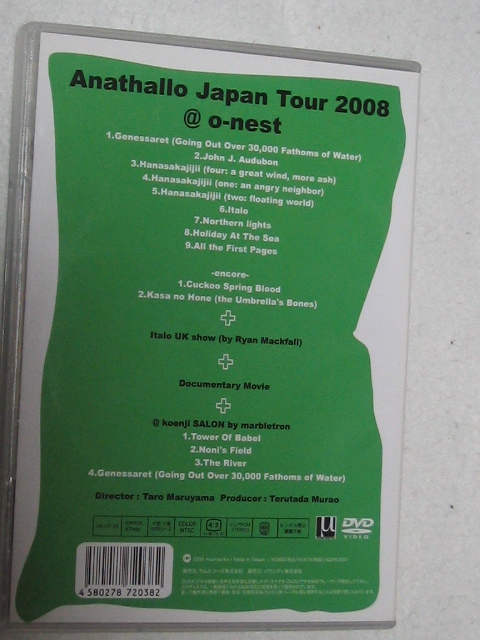 Anathallo Japan Tour 2008
@ o-nest
1.Genessaret (Going Out Over 30,000 Fathoms of Water)
2.John J. Audubon
3.Hanasakajijii (four: a great wind, more ash)
4.Hanasakajijii (one: an angry neighbor)
5.Hanasakajijii (two: floating world)
6.Italo
7.Northern lights
8.Holiday At The Sea
9.All the First Pages
-encore-
1.Cuckoo Spring Blood
2.Kasa no Hone (the Umbrella's Bones)
Italo UK show (by Ryan Mackfall)
Documentary Movie
@ koenji SALON by marbletron
1.Tower Of Babel
2.Noni's Field
3.The River
4.Genessaret (Going Out Over 30,000 Fathoms of Water)
Director : Taro Maruyama Producer : Terutada Murao
COLOR
NTSC
4:3
μ
DVD
VIDEO
4 580278 720382